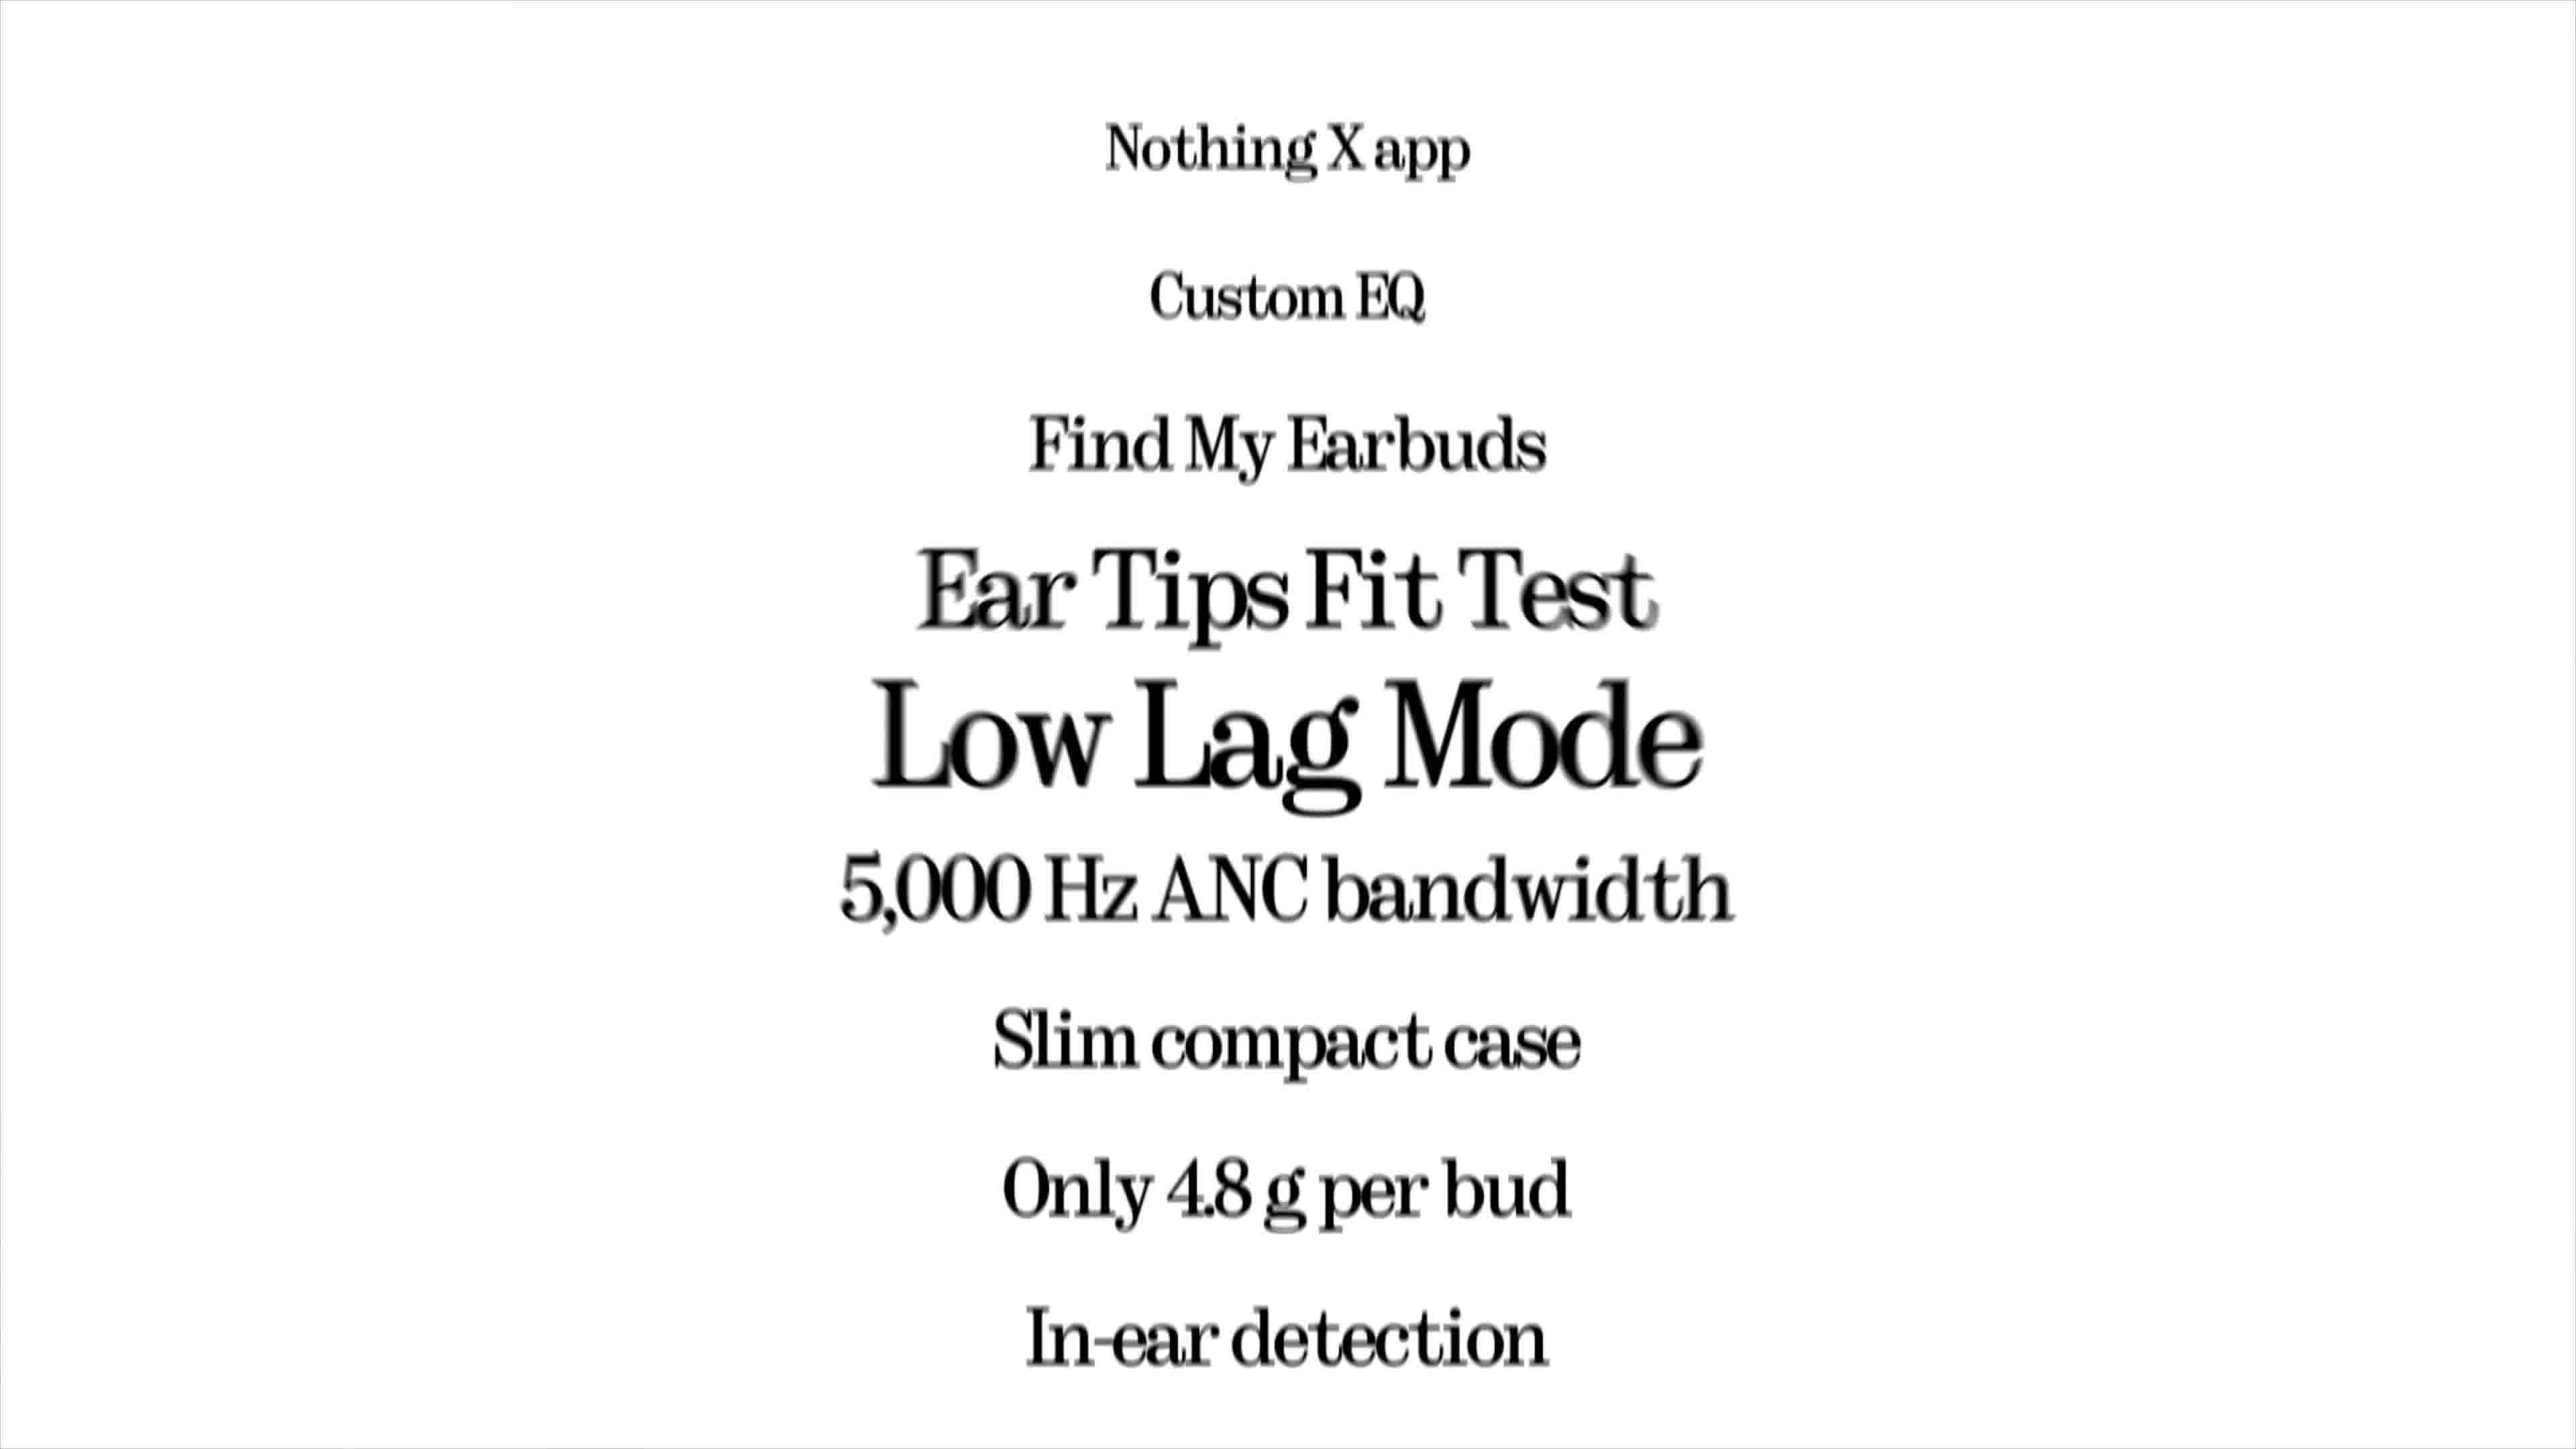 Nothing X app
Custom EQ
Find My Earbuds
Ear Tips Fit Test
Low Lag Mode
5,000 Hz ANC bandwidth
Slim compact case
Only 4.8 g per bud
In-ear detection